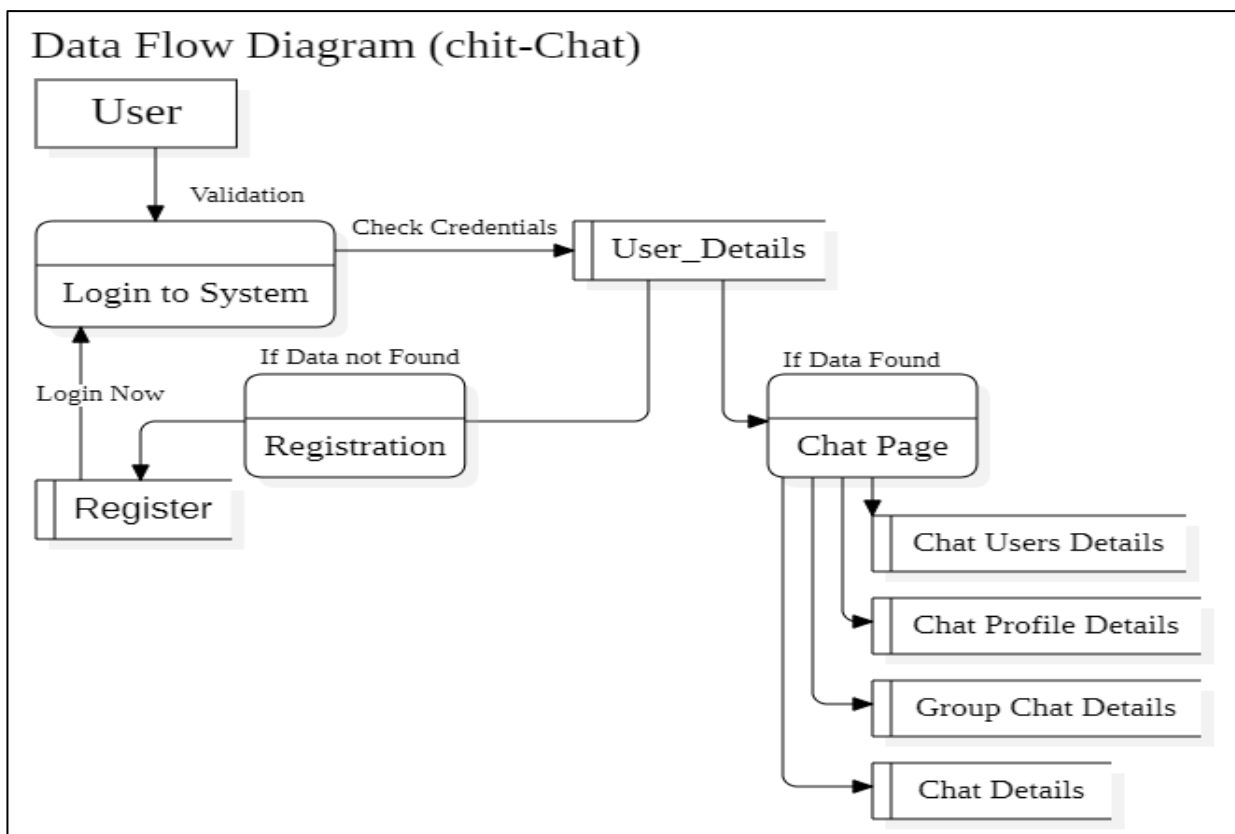 Data Flow Diagram (chit-Chat)
User
Validation
Check Credentials
User_Details
Login to System
If Data not Found
If Data Found
Login Now
Registration
Chat Page
Register
Chat Users Details
Chat Profile Details
Group Chat Details
Chat Details